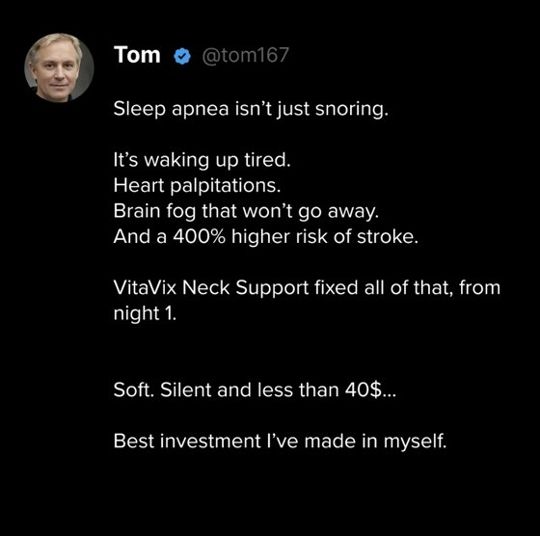 Tom @tom167
Sleep apnea isn’t just snoring.
It’s waking up tired.
Heart palpitations.
Brain fog that won’t go away.
And a 400% higher risk of stroke.
VitaVix Neck Support fixed all of that, from
night 1.
Soft. Silent and less than 40$...
Best investment I’ve made in myself.